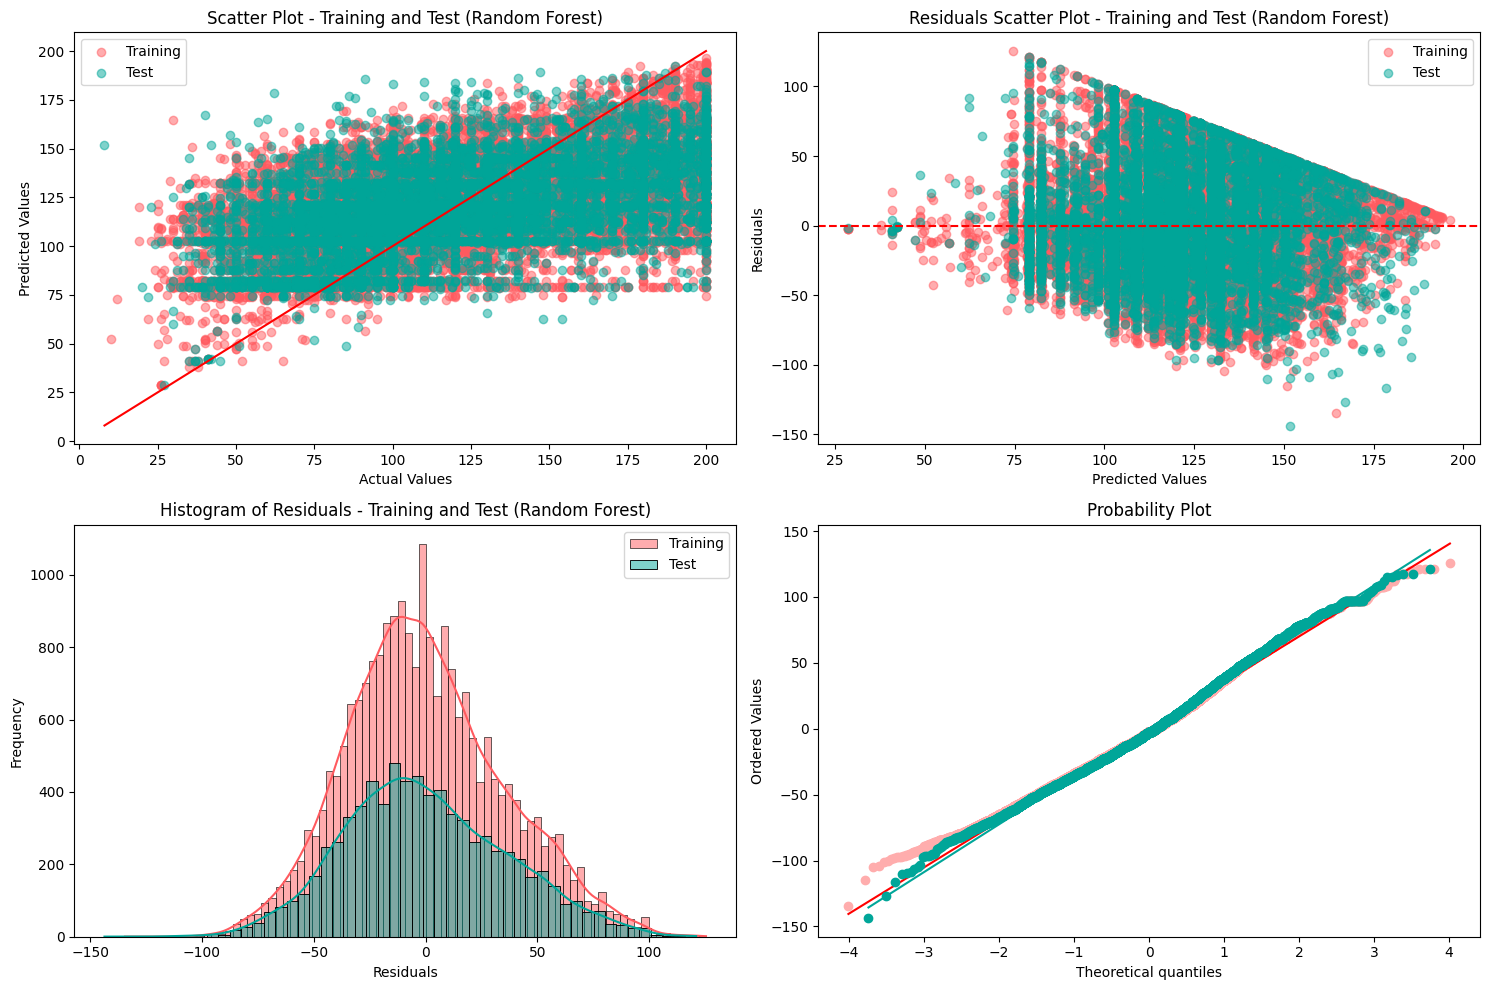 Scatter Plot - Training and Test (Random Forest)
Training
Test
200
175
150
125
100
75
50
25
0
Predicted Values
0 25 50 75 100 125 150 175 200
Actual Values
Residuals Scatter Plot - Training and Test (Random Forest)
Training
Test
100
50
0
−50
−100
−150
Residuals
25 50 75 100 125 150 175 200
Predicted Values
Histogram of Residuals - Training and Test (Random Forest)
Training
Test
1000
800
600
400
200
0
Frequency
−150 −100 −50 0 50 100
Residuals
Probability Plot
150
100
50
0
−50
−100
−150
Ordered Values
−4 −3 −2 −1 0 1 2 3 4
Theoretical quantiles